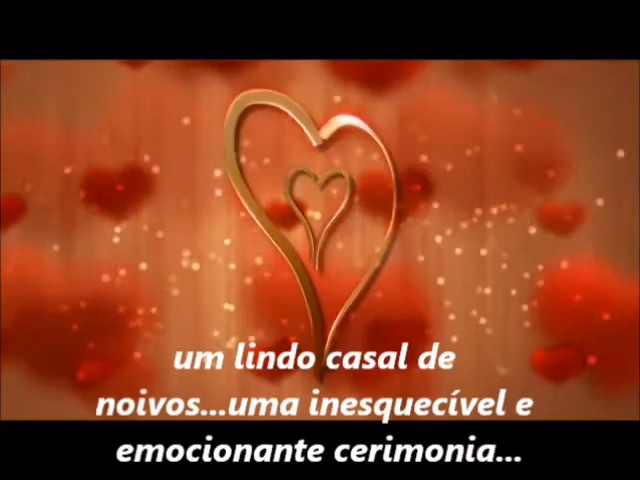 um lindo casal de
noivos...uma inesquecível e
emocionante cerimonia...